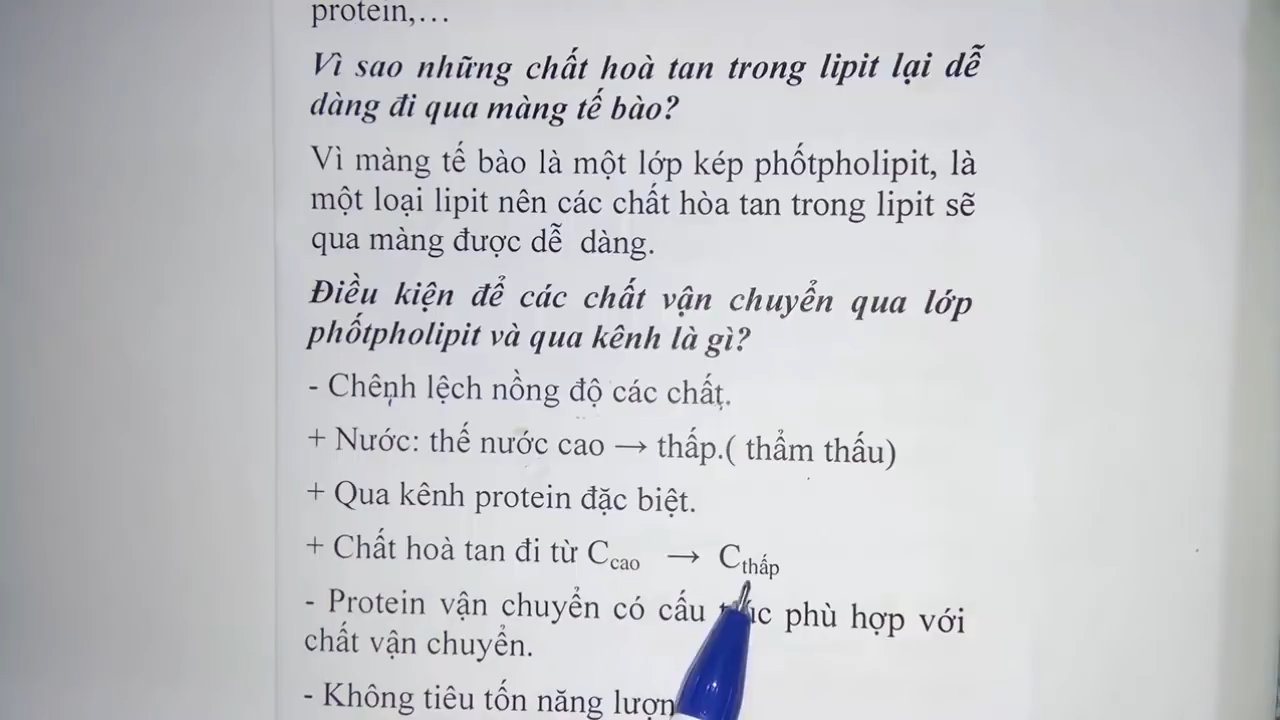 protein,…
Vì sao những chất hoà tan trong lipit lại dễ
dàng đi qua màng tế bào?
Vì màng tế bào là một lớp kép phốtpholipit, là
một loại lipit nên các chất hòa tan trong lipit sẽ
qua màng được dễ dàng.
Điều kiện để các chất vận chuyển qua lớp
phốtpholipit và qua kênh là gì?
- Chênh lệch nồng độ các chất.
+ Nước: thế nước cao → thấp.( thẩm thấu)
+ Qua kênh protein đặc biệt.
+ Chất hoà tan đi từ Ccao → Cthấp
- Protein vận chuyển có cấu phù hợp với
chất vận chuyển.
- Không tiêu tốn năng